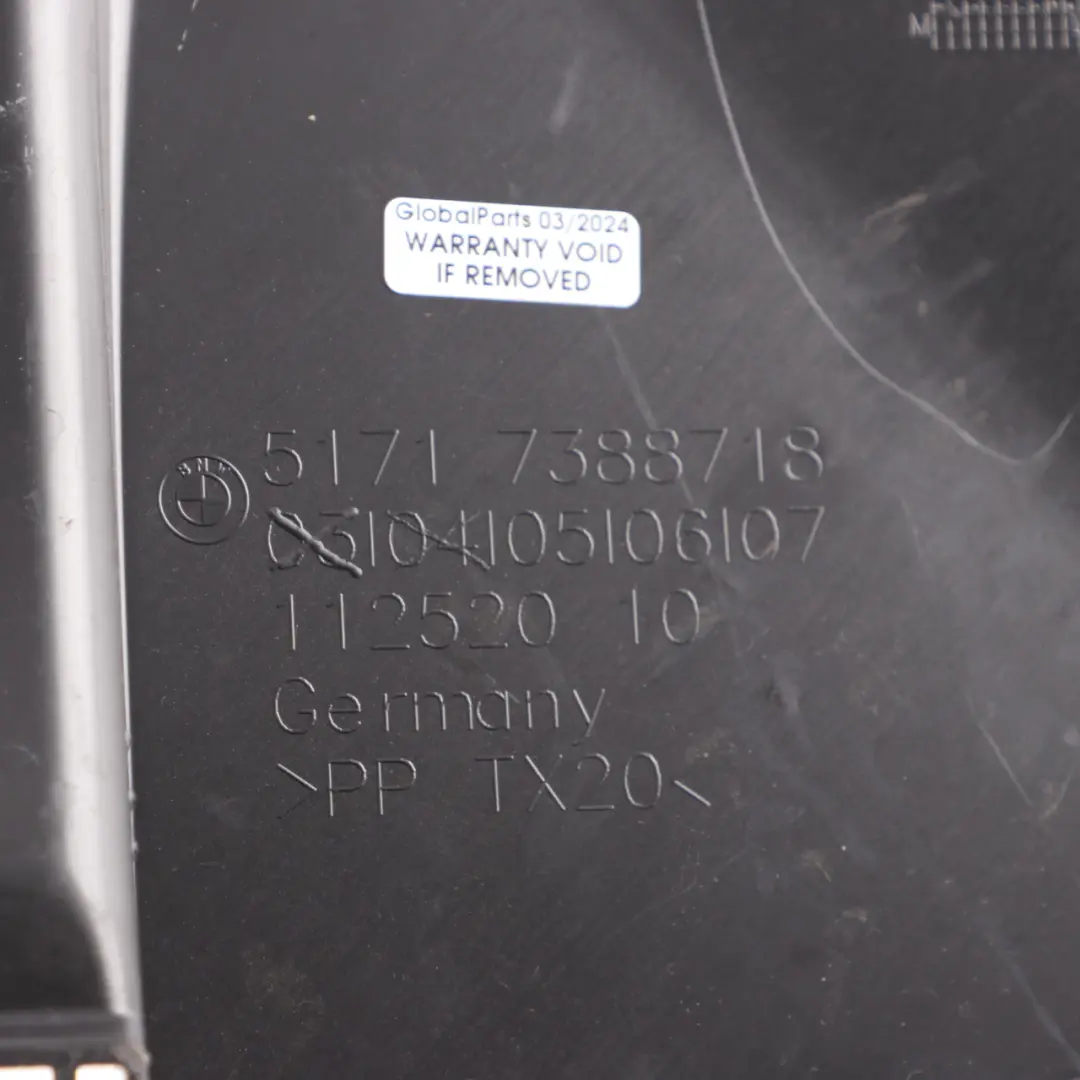 GlobalParts 03/2024
WARRANTY VOID
IF REMOVED
BMW
5171 7388718
03|04|05|06|07
112520 10
Germany
>PP TX20<
M